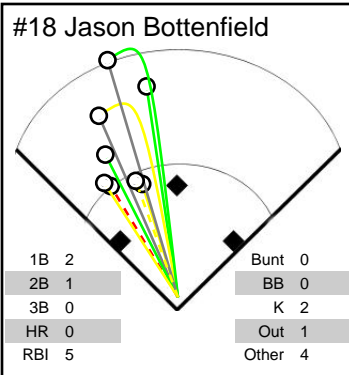 #18 Jason Bottenfield
1B 2
2B 1
3B 0
HR 0
RBI 5
Bunt 0
BB 0
K 2
Out 1
Other 4